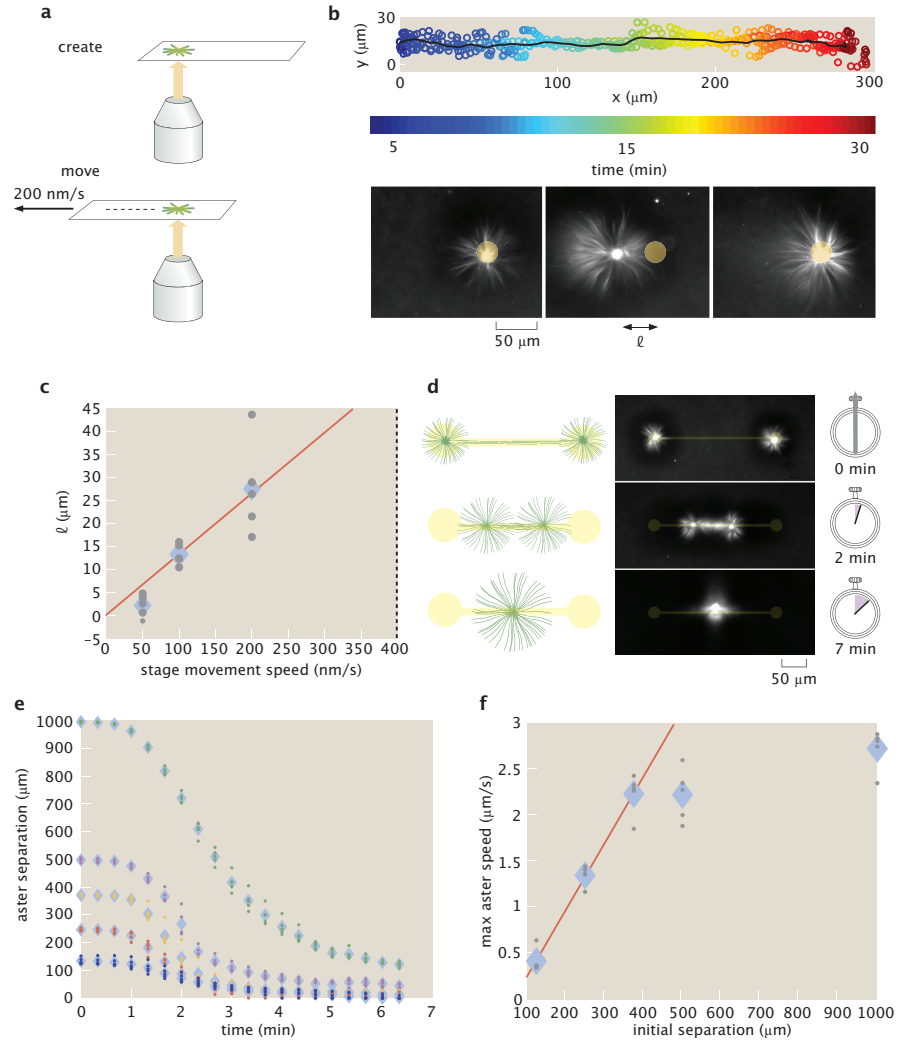 a
create
move
200 nm/s
b
30
0
y (μm)
0
100
200
300
x (μm)
5
15
30
time (min)
50 μm
ℓ
c
45
40
35
30
25
20
15
10
5
0
-5
ℓ (μm)
0
50
100
150
200
250
300
350
400
stage movement speed (nm/s)
d
0 min
2 min
7 min
50 μm
e
1000
900
800
700
600
500
400
300
200
100
0
aster separation (μm)
0
1
2
3
4
5
6
7
time (min)
f
3
2.5
2
1.5
1
0.5
0
max aster speed (μm/s)
100
200
300
400
500
600
700
800
900
1000
initial separation (μm)